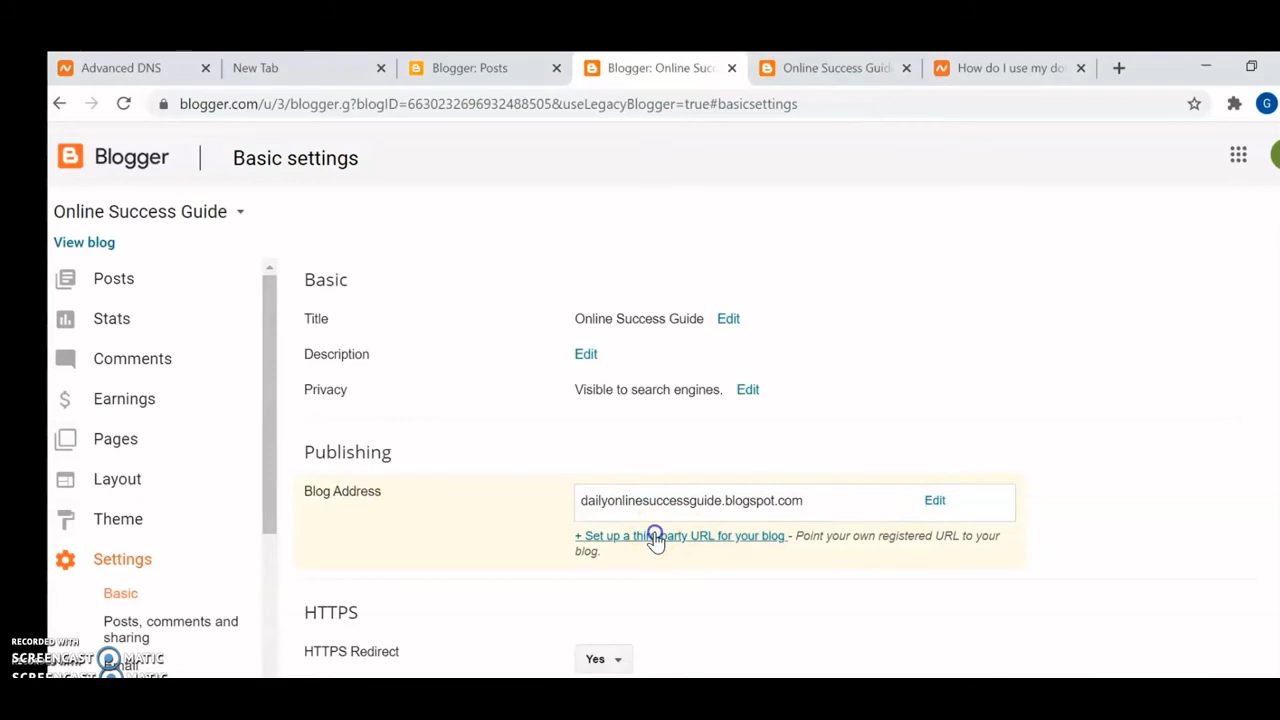 Advanced DNS
New Tab
Blogger: Posts
Blogger: Online Suc
Online Success Guid
How do I use my do
blogger.com/u/3/blogger.g?blogID=6630232696932488505&useLegacyBlogger=true#basicsettings
G
Blogger
Basic settings
Online Success Guide
View blog
Posts
Stats
Comments
Earnings
Pages
Layout
Theme
Settings
Basic
Posts, comments and
sharing
Email
Basic
Title
Online Success Guide Edit
Description
Edit
Privacy
Visible to search engines. Edit
Publishing
Blog Address
dailyonlinesuccessguide.blogspot.com Edit
+ Set up a third-party URL for your blog - Point your own registered URL to your
blog.
HTTPS
HTTPS Redirect
Yes
RECORDED WITH
SCREENCAST MATIC
SCREENCAST MATIC